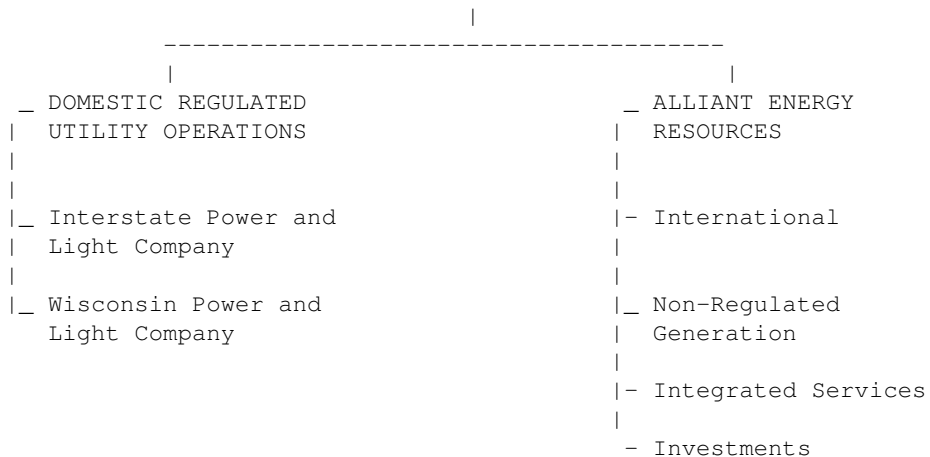 DOMESTIC REGULATED
UTILITY OPERATIONS
Interstate Power and
Light Company
Wisconsin Power and
Light Company
ALLIANT ENERGY
RESOURCES
International
Non-Regulated
Generation
Integrated Services
Investments